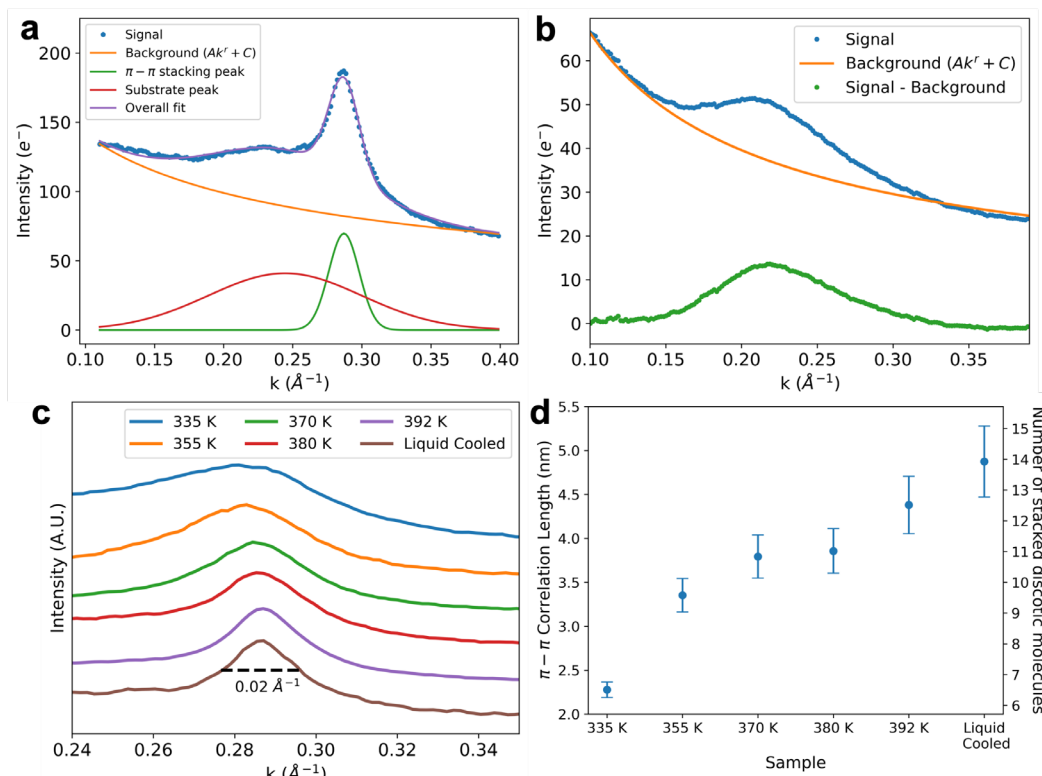 a
Signal
Background (Ak^r + C)
π − π stacking peak
Substrate peak
Overall fit
Intensity (e⁻)
200
150
100
50
0
0.10 0.15 0.20 0.25 0.30 0.35 0.40
k (Å⁻¹)
b
Signal
Background (Ak^r + C)
Signal - Background
Intensity (e⁻)
60
50
40
30
20
10
0
0.10 0.15 0.20 0.25 0.30 0.35
k (Å⁻¹)
c
335 K 370 K 392 K
355 K 380 K Liquid Cooled
Intensity (A.U.)
0.02 Å⁻¹
0.24 0.26 0.28 0.30 0.32 0.34
k (Å⁻¹)
d
π − π Correlation Length (nm)
5.5
5.0
4.5
4.0
3.5
3.0
2.5
2.0
Number of stacked discotic molecules
15
14
13
12
11
10
9
8
7
6
335 K 355 K 370 K 380 K 392 K Liquid
Cooled
Sample